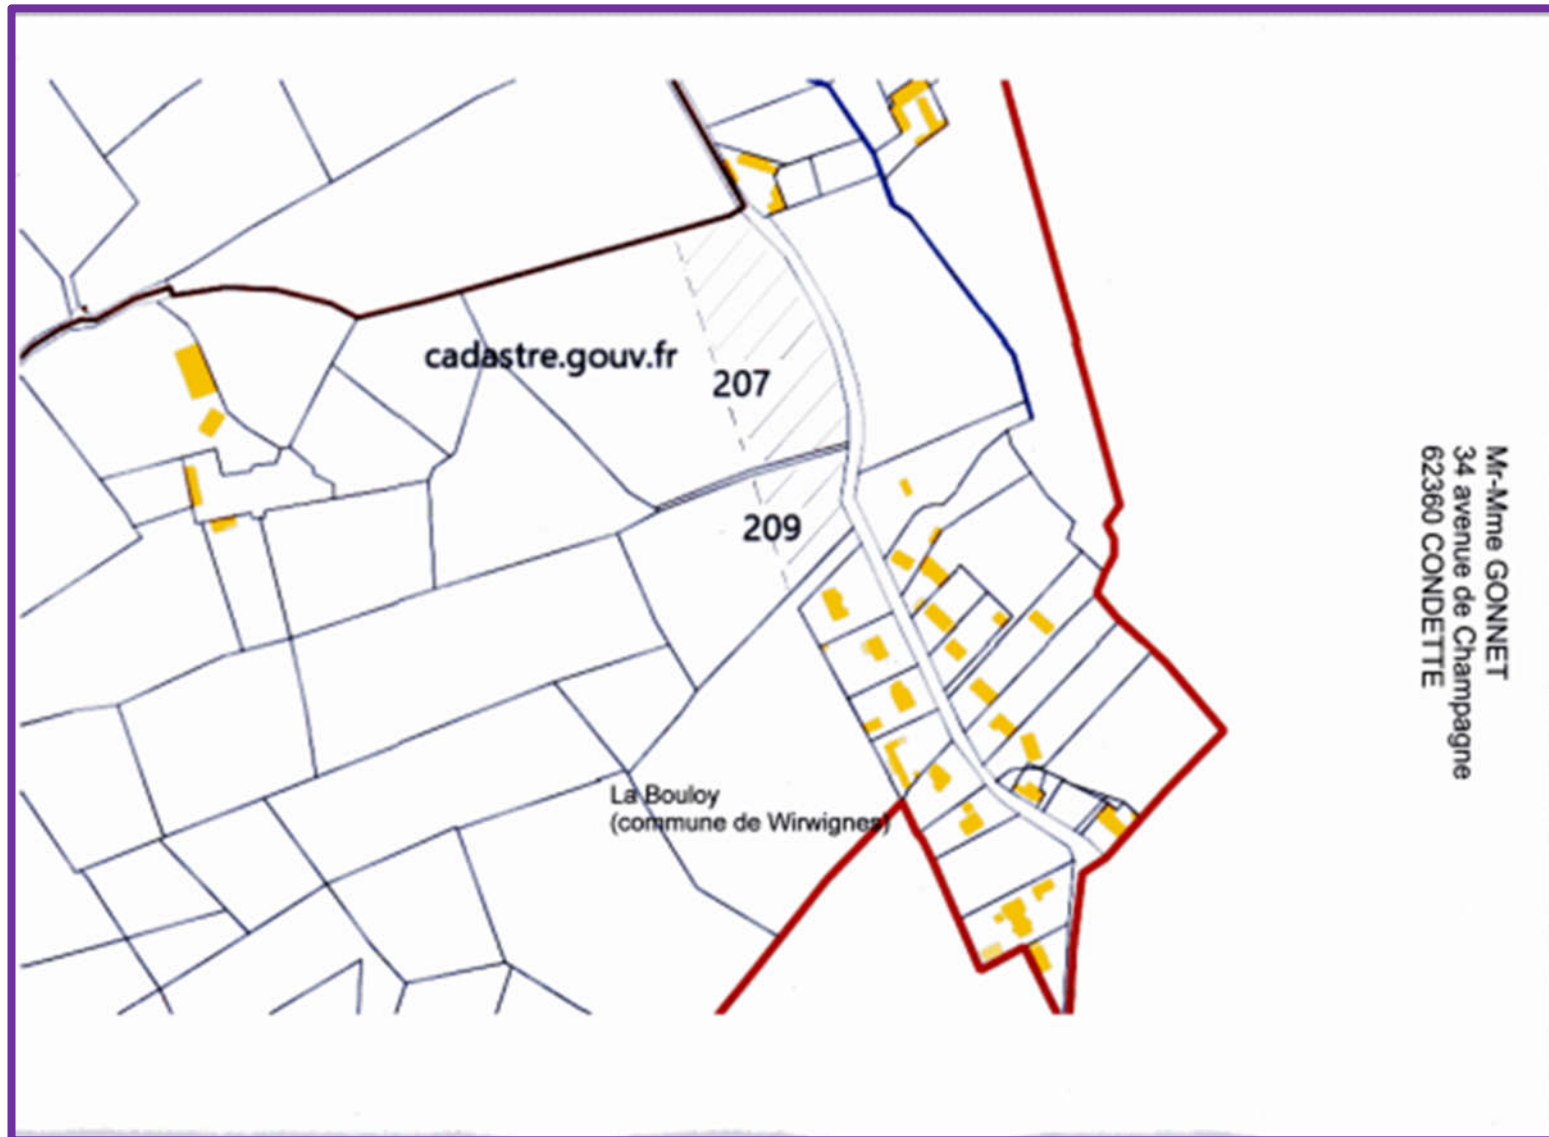 cadastre.gouv.fr
207
209
La Bouloy
(commune de Wirwignes)
Mr-Mme GONNET
34 avenue de Champagne
62360 CONDETTE